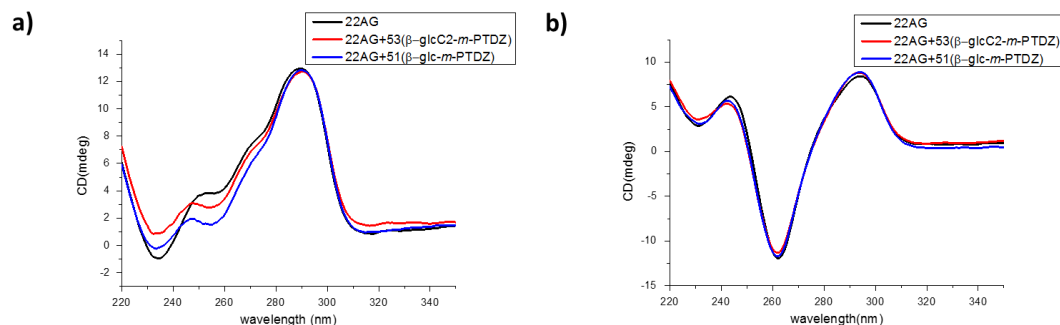 a)
22AG
22AG+53(β–glcC2-m-PTDZ)
22AG+51(β–glc-m-PTDZ)
CD(mdeg)
14
12
10
8
6
4
2
0
-2
220 240 260 280 300 320 340
wavelength (nm)
b)
22AG
22AG+53(β–glcC2-m-PTDZ)
22AG+51(β–glc-m-PTDZ)
CD(mdeg)
10
5
0
-5
-10
-15
220 240 260 280 300 320 340
wavelength(nm)